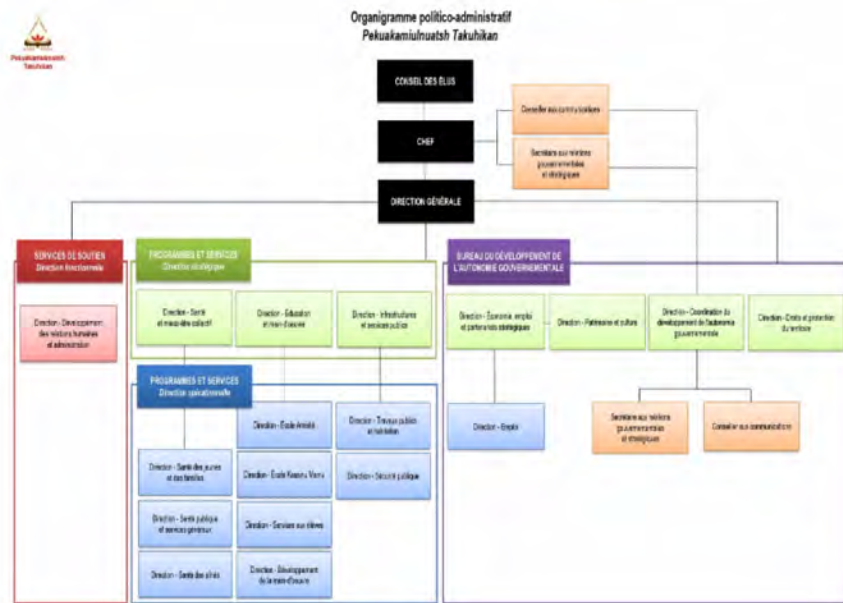 Organigramme político-administratif
Pekuakamiulnuatsh Takuhikan
Pekuakamiulnuatsh
Takuhikan
CONSEIL DES ÉLUS
CHEF
Conseiller aux communications
Secrétaire aux relations
gouvernementales
et stratégiques
DIRECTION GÉNÉRALE
SERVICES DE SOUTIEN
Direction fonctionnelle
Direction - Développement
des relations humaines
et administration
PROGRAMMES ET SERVICES
Direction stratégique
Direction - Santé
et mieux-être collectif
Direction - Éducation
et main-d'oeuvre
Direction - Infrastructures
et services publics
PROGRAMMES ET SERVICES
Direction opérationnelle
Direction - Santé des jeunes
et des familles
Direction - Santé publique
et services généraux
Direction - Santé des aînés
Direction - École Amishk
Direction - École Kassinu Mamu
Direction - Services aux élèves
Direction - Développement
de la main-d'oeuvre
Direction - Travaux publics
et habitation
Direction - Sécurité publique
BUREAU DU DÉVELOPPEMENT DE
L'AUTONOMIE GOUVERNEMENTALE
Direction - Économie, emploi
et partenariats stratégiques
Direction - Patrimoine et culture
Direction - Coordination du
développement de l'autonomie
gouvernementale
Direction - Droits et protection
du territoire
Direction - Emploi
Secrétaire aux relations
gouvernementales
et stratégiques
Conseiller aux communications